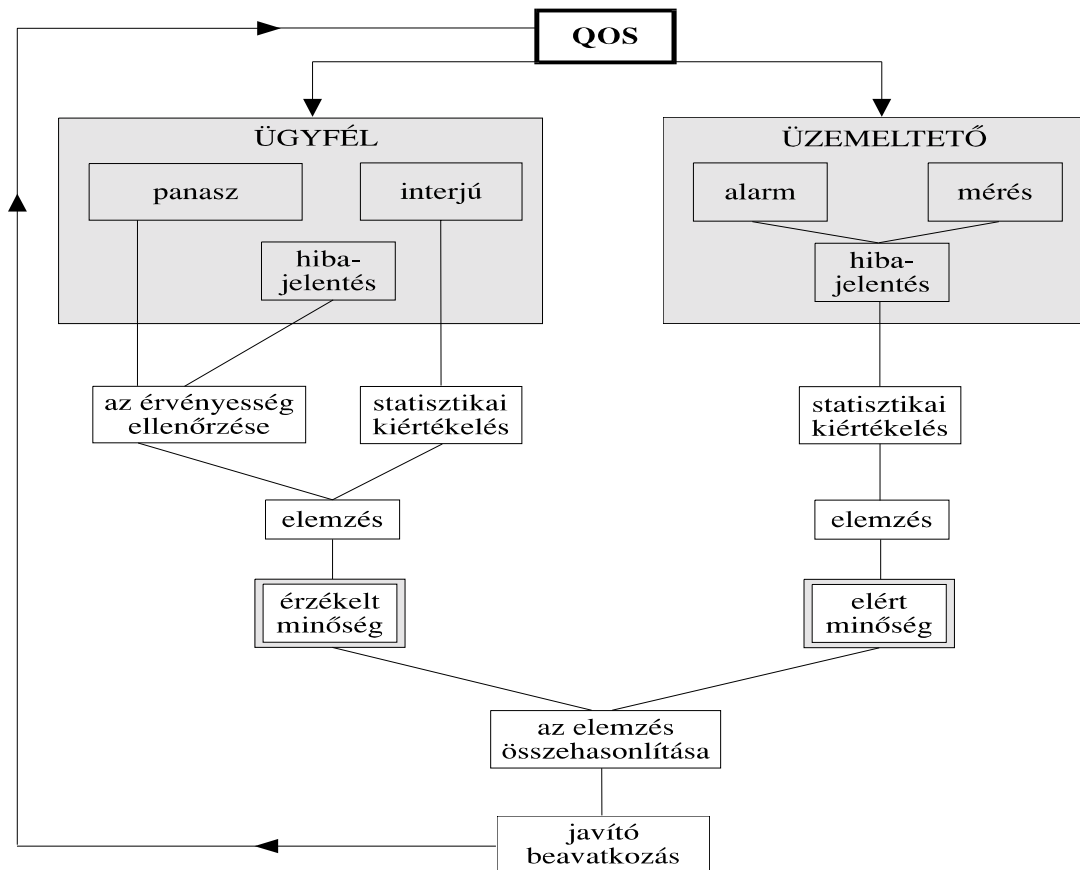 QOS
ÜGYFÉL
panasz
interjú
hiba-
jelentés
ÜZEMELTETŐ
alarm
mérés
hiba-
jelentés
az érvényesség
ellenőrzése
statisztikai
kiértékelés
statisztikai
kiértékelés
elemzés
elemzés
érzékelt
minőség
elért
minőség
az elemzés
összehasonlítása
javító
beavatkozás